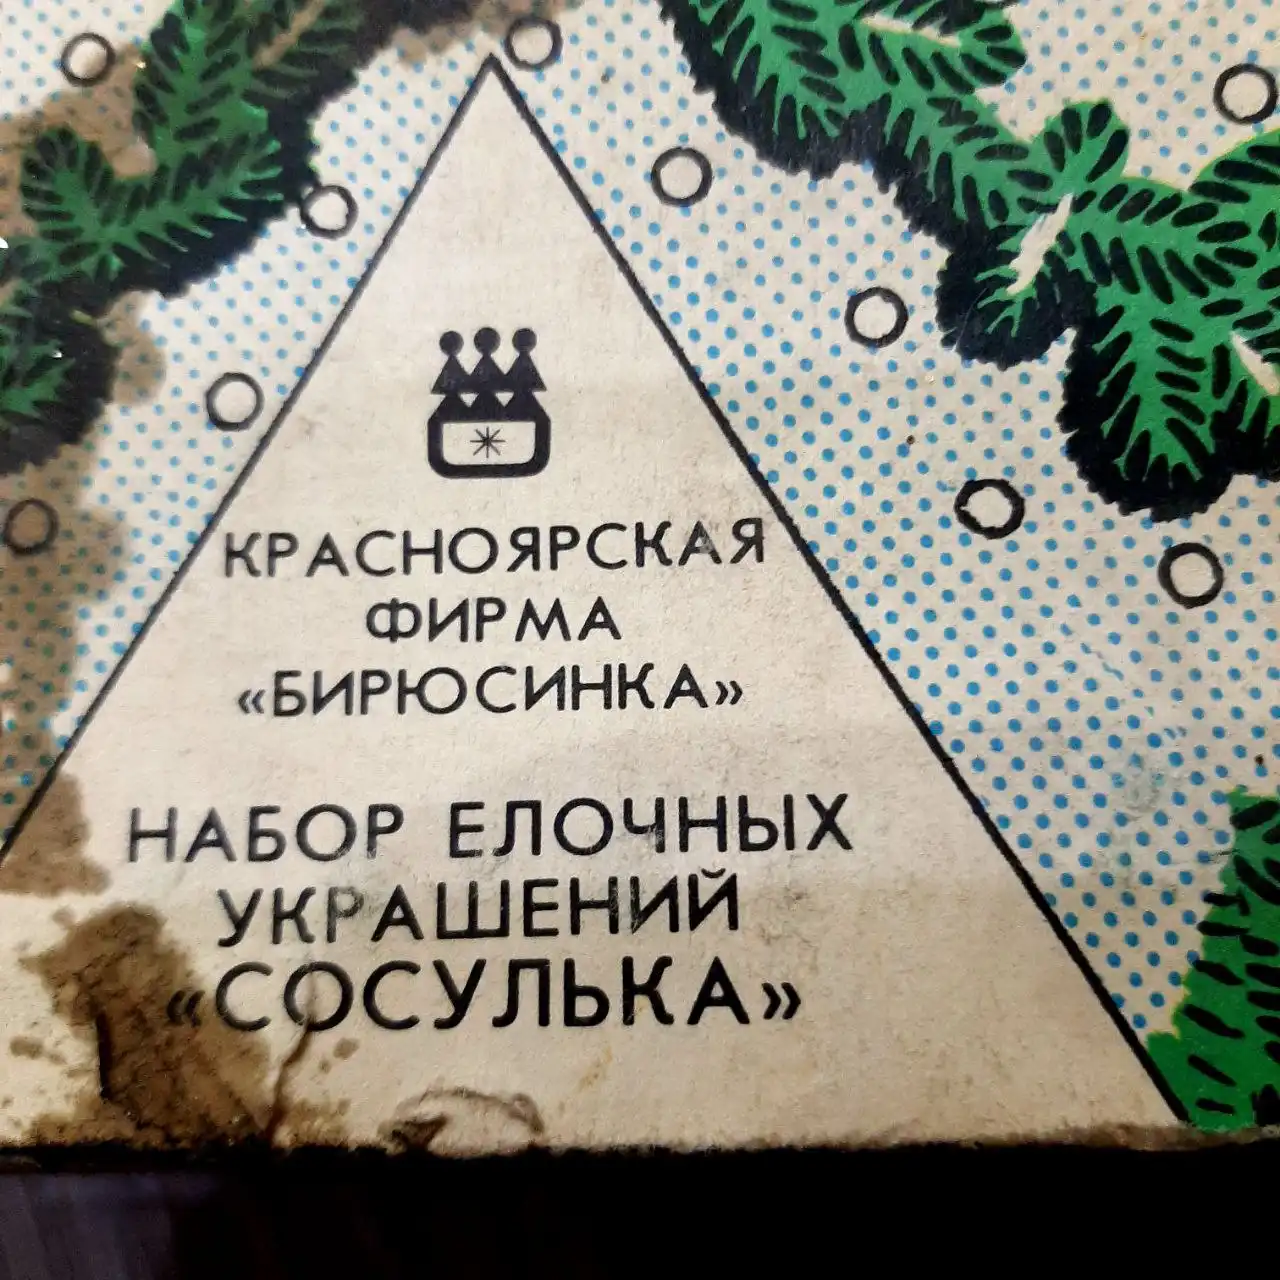 КРАСНОЯРСКАЯ
ФИРМА
«БИРЮСИНКА»
НАБОР ЕЛОЧНЫХ
УКРАШЕНИЙ
«СОСУЛЬКА»